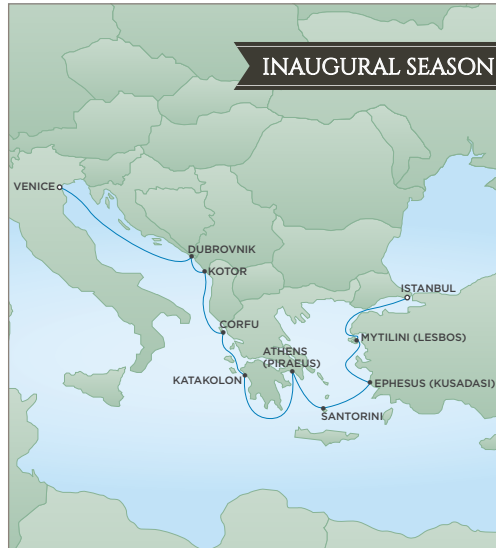 INAUGURAL SEASON
VENICE
DUBROVNIK
KOTOR
ISTANBUL
CORFU
MYTILINI (LESBOS)
ATHENS
(PIRAEUS)
KATAKOLON
EPHESUS (KUSADASI)
SANTORINI